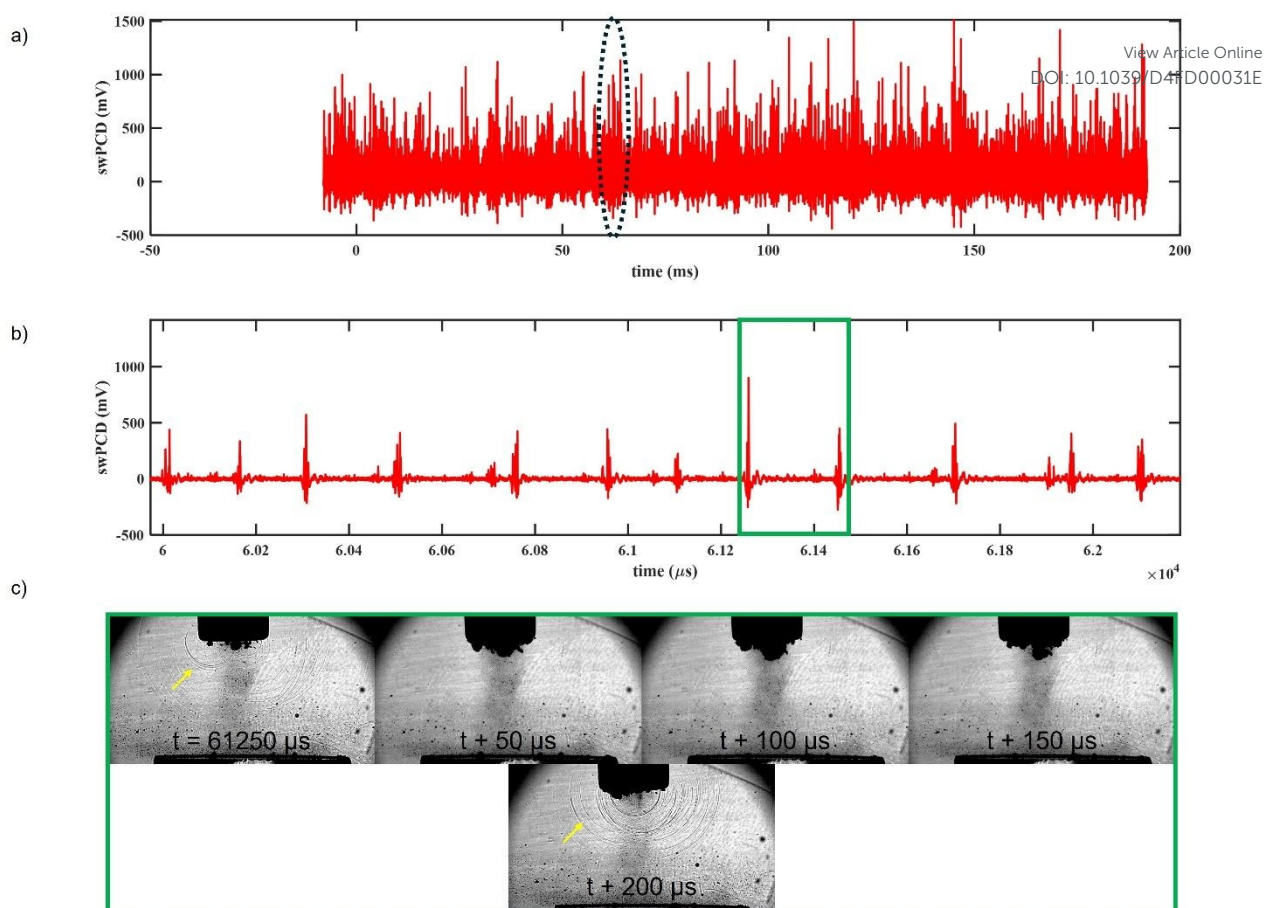 a)
1500
1000
500
0
-500
swPCD (mV)
-50 0 50 100 150 200
time (ms)
View Article Online
DOI: 10.1039/D4FD00031E
b)
1000
500
0
-500
swPCD (mV)
6 6.02 6.04 6.06 6.08 6.1 6.12 6.14 6.16 6.18 6.2
time (μs)
×10⁴
c)
t = 61250 μs
t + 50 μs
t + 100 μs
t + 150 μs
t + 200 μs